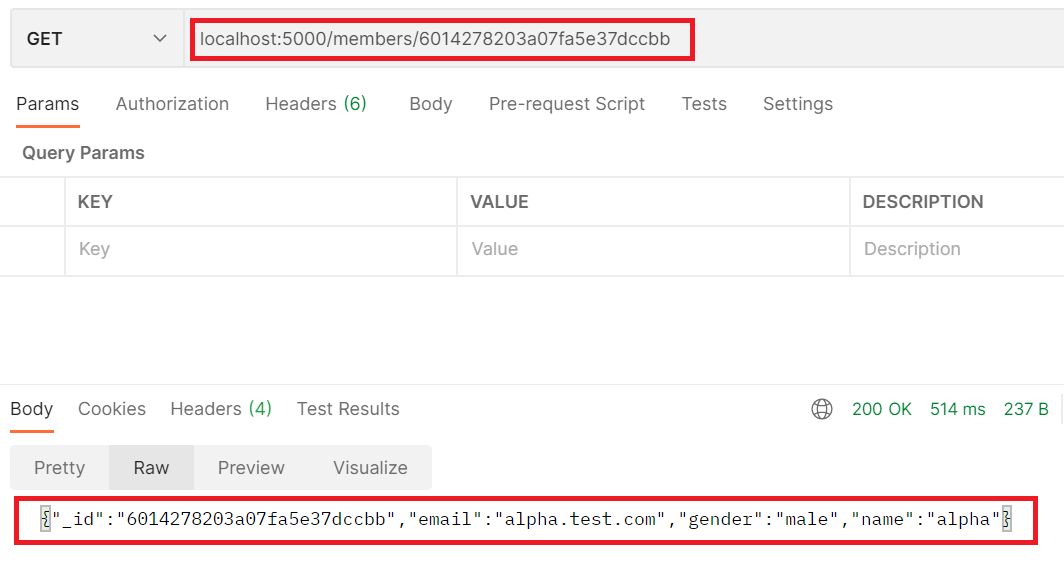 GET localhost:5000/members/6014278203a07fa5e37dccbb
Params Authorization Headers (6) Body Pre-request Script Tests Settings
Query Params
KEY VALUE DESCRIPTION
Key Value Description
Body Cookies Headers (4) Test Results 200 OK 514 ms 237 B
Pretty Raw Preview Visualize
{"_id":"6014278203a07fa5e37dccbb","email":"alpha.test.com","gender":"male","name":"alpha"}